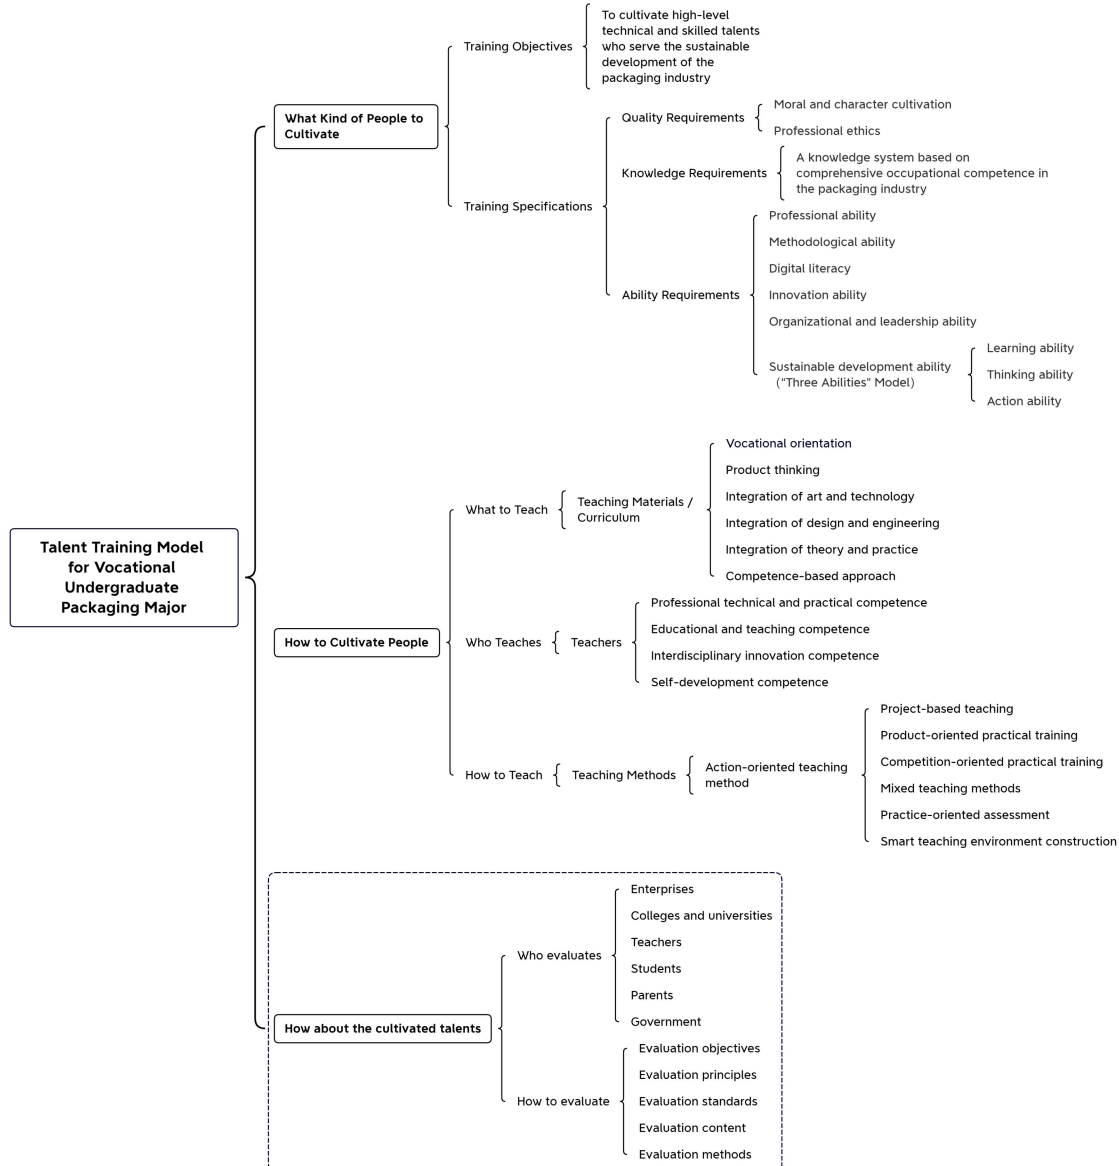 Talent Training Model
for Vocational
Undergraduate
Packaging Major
What Kind of People to
Cultivate
Training Objectives
To cultivate high-level
technical and skilled talents
who serve the sustainable
development of the
packaging industry
Training Specifications
Quality Requirements
Moral and character cultivation
Professional ethics
Knowledge Requirements
A knowledge system based on
comprehensive occupational competence in
the packaging industry
Ability Requirements
Professional ability
Methodological ability
Digital literacy
Innovation ability
Organizational and leadership ability
Sustainable development ability
("Three Abilities" Model)
Learning ability
Thinking ability
Action ability
How to Cultivate People
What to Teach
Teaching Materials /
Curriculum
Vocational orientation
Product thinking
Integration of art and technology
Integration of design and engineering
Integration of theory and practice
Competence-based approach
Who Teaches
Teachers
Professional technical and practical competence
Educational and teaching competence
Interdisciplinary innovation competence
Self-development competence
How to Teach
Teaching Methods
Action-oriented teaching
method
Project-based teaching
Product-oriented practical training
Competition-oriented practical training
Mixed teaching methods
Practice-oriented assessment
Smart teaching environment construction
How about the cultivated talents
Who evaluates
Enterprises
Colleges and universities
Teachers
Students
Parents
Government
How to evaluate
Evaluation objectives
Evaluation principles
Evaluation standards
Evaluation content
Evaluation methods